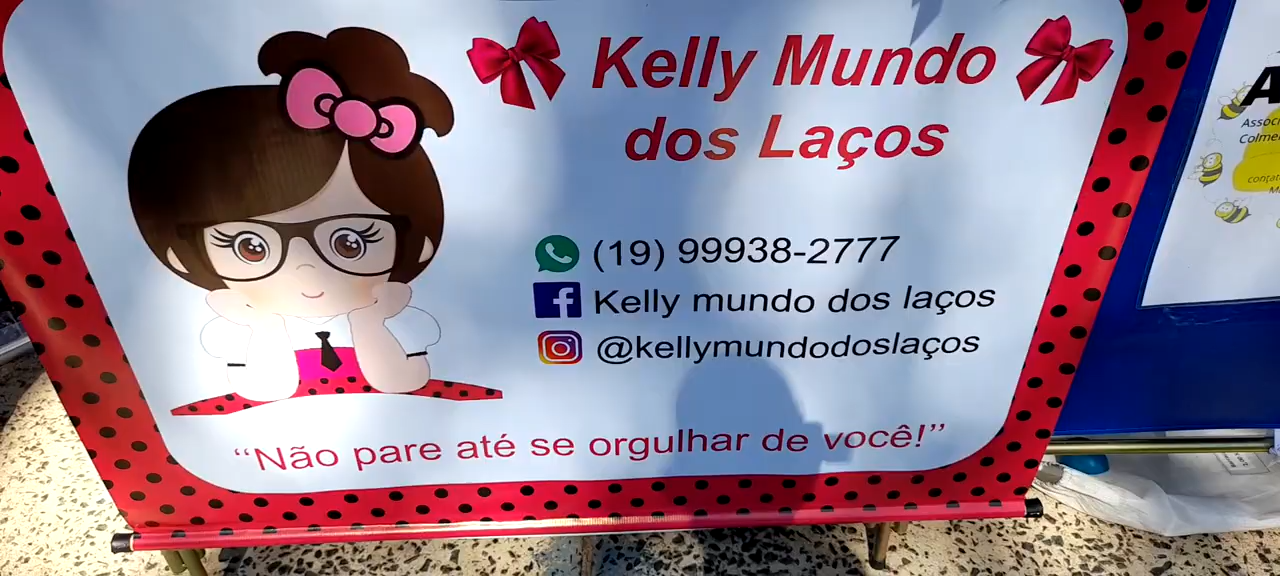 Kelly Mundo
dos Laços
(19) 99938-2777
Kelly mundo dos laços
@kellymundodoslaços
“Não pare até se orgulhar de você!”